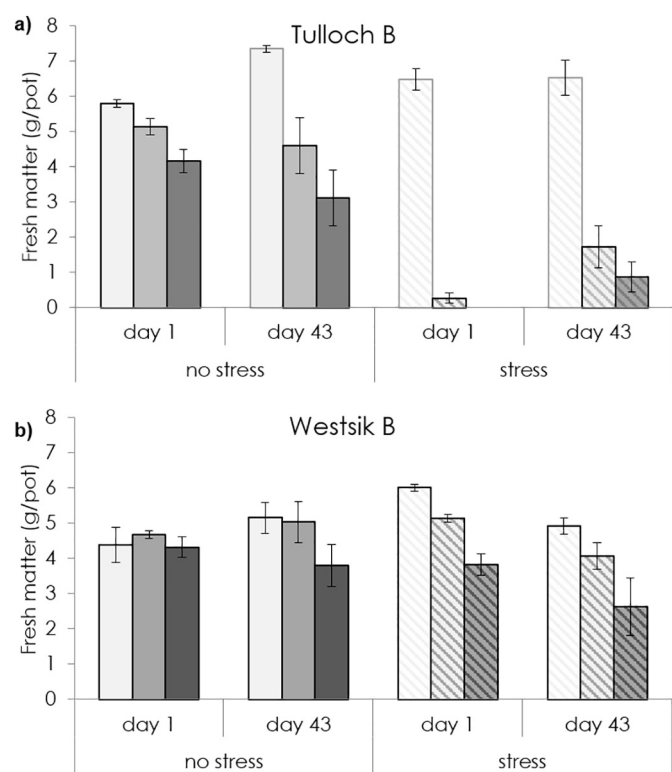 a)
Tulloch B
Fresh matter (g/pot)
8
7
6
5
4
3
2
1
0
day 1 day 43 day 1 day 43
no stress stress
b)
Westsik B
Fresh matter (g/pot)
8
7
6
5
4
3
2
1
0
day 1 day 43 day 1 day 43
no stress stress